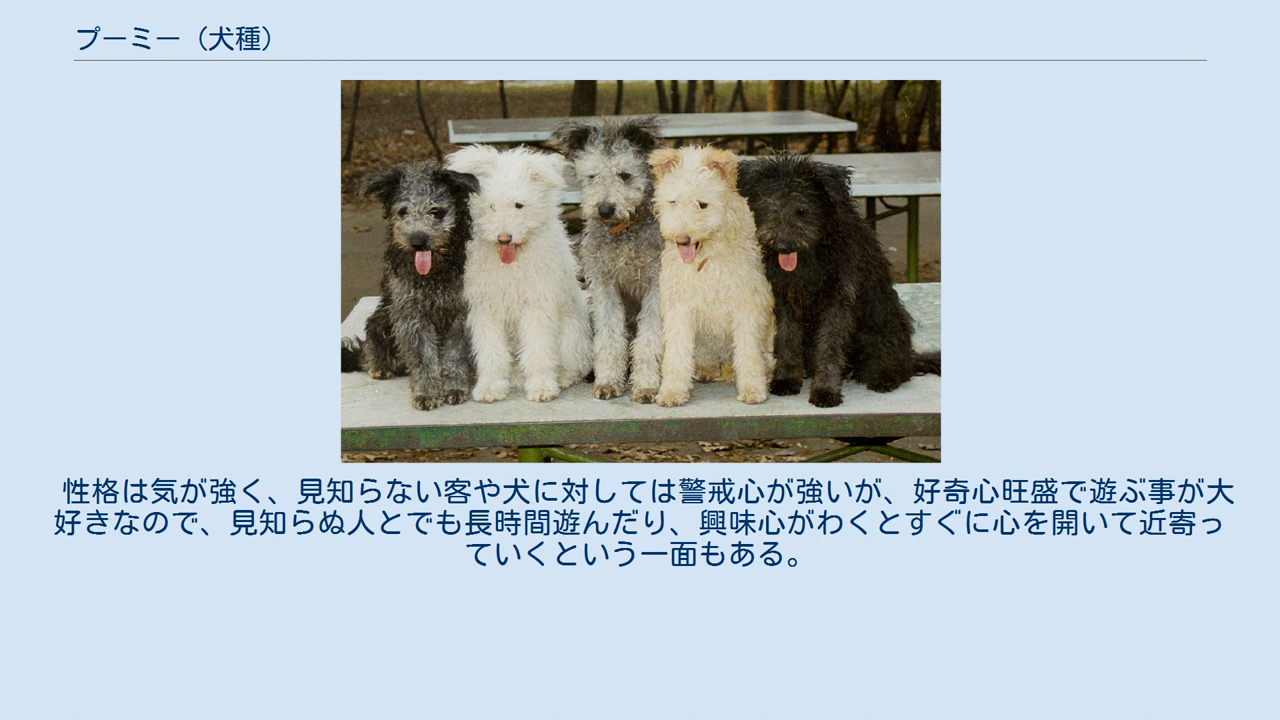 プーミー（犬種）
性格は気が強く、見知らない客や犬に対しては警戒心が強いが、好奇心旺盛で遊ぶ事が大
好きなので、見知らぬ人とでも長時間遊んだり、興味心がわくとすぐに心を開いて近寄っ
ていくという一面もある。